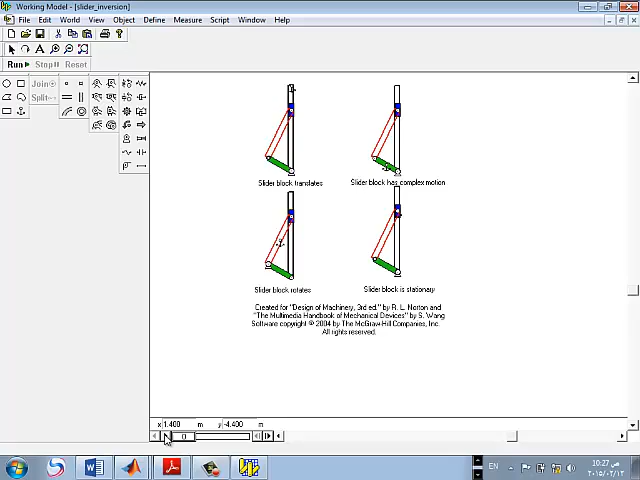 Working Model - [slider_inversion]
File Edit World View Object Define Measure Script Window Help
A
Run Stop Reset
Join
Split
Slider block translates
Slider block has complex motion
Slider block rotates
Slider block is stationary
Created for "Design of Machinery, 3rd ed." by R. L. Norton and
"The Multimedia Handbook of Mechanical Devices" by S. Wang
Software copyright © 2004 by The McGraw-Hill Companies, Inc.
All rights reserved.
x 1.400 m y -4.400 m
0
EN
10:27 ص